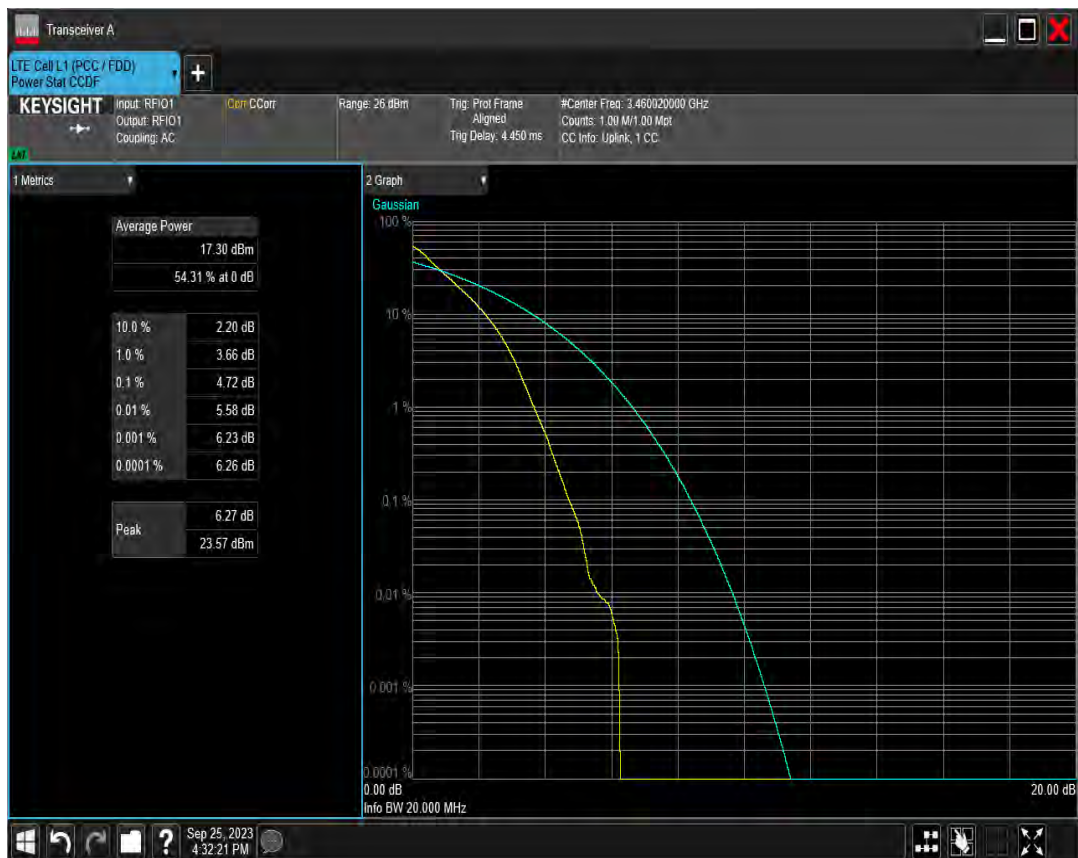 Transceiver A
LTE Cell L1 (PCC / FDD)
Power Stat CCDF
+
KEYSIGHT
LXI
Input: RFIO1
Output: RFIO1
Coupling: AC
Corr CCorr
Range: 26 dBm
Trig: Prot Frame
Aligned
Trig Delay: 4.450 ms
#Center Freq: 3.460020000 GHz
Counts: 1.00 M/1.00 Mpt
CC Info: Uplink, 1 CC
1 Metrics
Average Power
17.30 dBm
54.31 % at 0 dB
10.0 % 2.20 dB
1.0 % 3.66 dB
0.1 % 4.72 dB
0.01 % 5.58 dB
0.001 % 6.23 dB
0.0001 % 6.26 dB
Peak 6.27 dB
23.57 dBm
2 Graph
Gaussian
100 %
10 %
1 %
0.1 %
0.01 %
0.001 %
0.0001 %
0.00 dB 20.00 dB
Info BW 20.000 MHz
? Sep 25, 2023
4:32:21 PM